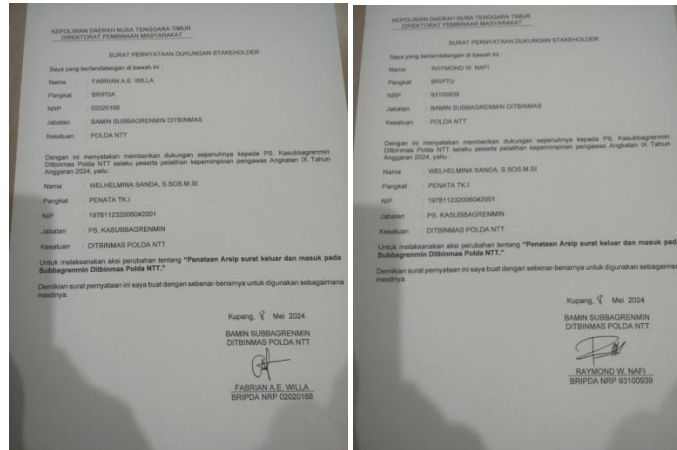 KEPOLISIAN DAERAH NUSA TENGGARA TIMUR
DIREKTORAT PEMBINAAN MASYARAKAT
SURAT PERNYATAAN DUKUNGAN STAKEHOLDER
Saya yang bertandatangan di bawah ini :
Nama : FABRIAN A.E. WILLA
Pangkat : BRIPDA
NRP : 02020168
Jabatan : BAMIN SUBBAGRENMIN DITBINMAS
Kesatuan : POLDA NTT
Dengan ini menyatakan memberikan dukungan sepenuhnya kepada PS. Kasubbagrenmin
Ditbinmas Polda NTT selaku peserta pelatihan kepemimpinan pengawas Angkatan IX Tahun
Anggaran 2024, yaitu :
Nama : WELHELMINA SANDA, S.SOS.M.SI
Pangkat : PENATA TK.I
NIP : 197811232006042001
Jabatan : PS. KASUBBAGRENMIN
Kesatuan : DITBINMAS POLDA NTT
Untuk melaksanakan aksi perubahan tentang "Penataan Arsip surat keluar dan masuk pada
Subbagrenmin Ditbinmas Polda NTT."
Demikian surat pernyataan ini saya buat dengan sebenar-benarnya untuk digunakan sebagaimana
mestinya.
Kupang, 8 Mei 2024
BAMIN SUBBAGRENMIN
DITBINMAS POLDA NTT
FABRIAN A.E. WILLA
BRIPDA NRP 02020168
KEPOLISIAN DAERAH NUSA TENGGARA TIMUR
DIREKTORAT PEMBINAAN MASYARAKAT
SURAT PERNYATAAN DUKUNGAN STAKEHOLDER
Saya yang bertandatangan di bawah ini :
Nama : RAYMOND W. NAFI
Pangkat : BRIPTU
NRP : 93100939
Jabatan : BAMIN SUBBAGRENMIN DITBINMAS
Kesatuan : POLDA NTT
Dengan ini menyatakan memberikan dukungan sepenuhnya kepada PS. Kasubbagrenmin
Ditbinmas Polda NTT selaku peserta pelatihan kepemimpinan pengawas Angkatan IX Tahun
Anggaran 2024, yaitu :
Nama : WELHELMINA SANDA, S.SOS.M.SI
Pangkat : PENATA TK.I
NIP : 197811232006042001
Jabatan : PS. KASUBBAGRENMIN
Kesatuan : DITBINMAS POLDA NTT
Untuk melaksanakan aksi perubahan tentang "Penataan Arsip surat keluar dan masuk pada
Subbagrenmin Ditbinmas Polda NTT."
Demikian surat pernyataan ini saya buat dengan sebenar-benarnya untuk digunakan sebagaimana
mestinya.
Kupang, 8 Mei 2024
BAMIN SUBBAGRENMIN
DITBINMAS POLDA NTT
RAYMOND W. NAFI
BRIPDA NRP 93100939